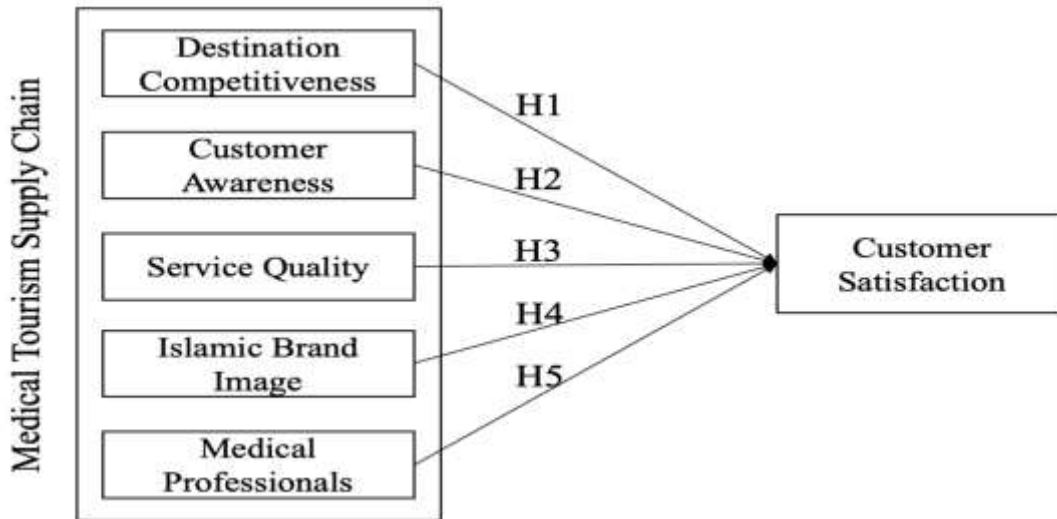 Medical Tourism Supply Chain
Destination
Competitiveness
Customer
Awareness
Service Quality
Islamic Brand
Image
Medical
Professionals
H1
H2
H3
H4
H5
Customer
Satisfaction